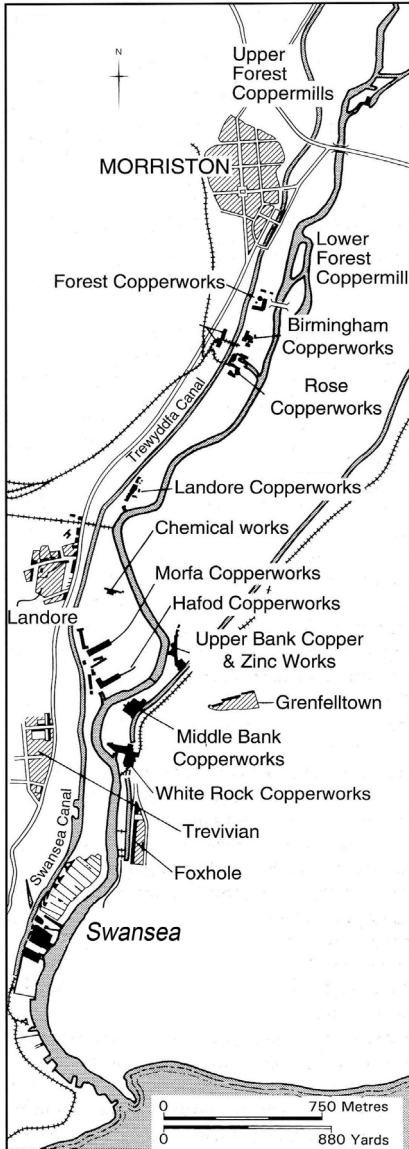 N
Upper
Forest
Coppermills
MORRISTON
Lower
Forest
Coppermill
Forest Copperworks
Birmingham
Copperworks
Rose
Copperworks
Trewyddfa Canal
Landore Copperworks
Chemical works
Morfa Copperworks
Landore
Hafod Copperworks
Upper Bank Copper
& Zinc Works
Grenfelltown
Middle Bank
Copperworks
White Rock Copperworks
Trevivian
Swansea Canal
Foxhole
Swansea
0 750 Metres
0 880 Yards